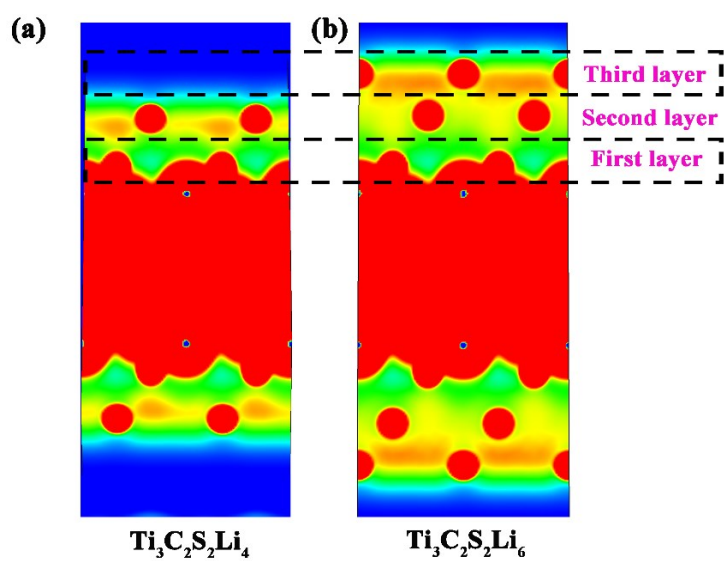 (a)
(b)
Third layer
Second layer
First layer
Ti₃C₂S₂Li₄
Ti₃C₂S₂Li₆